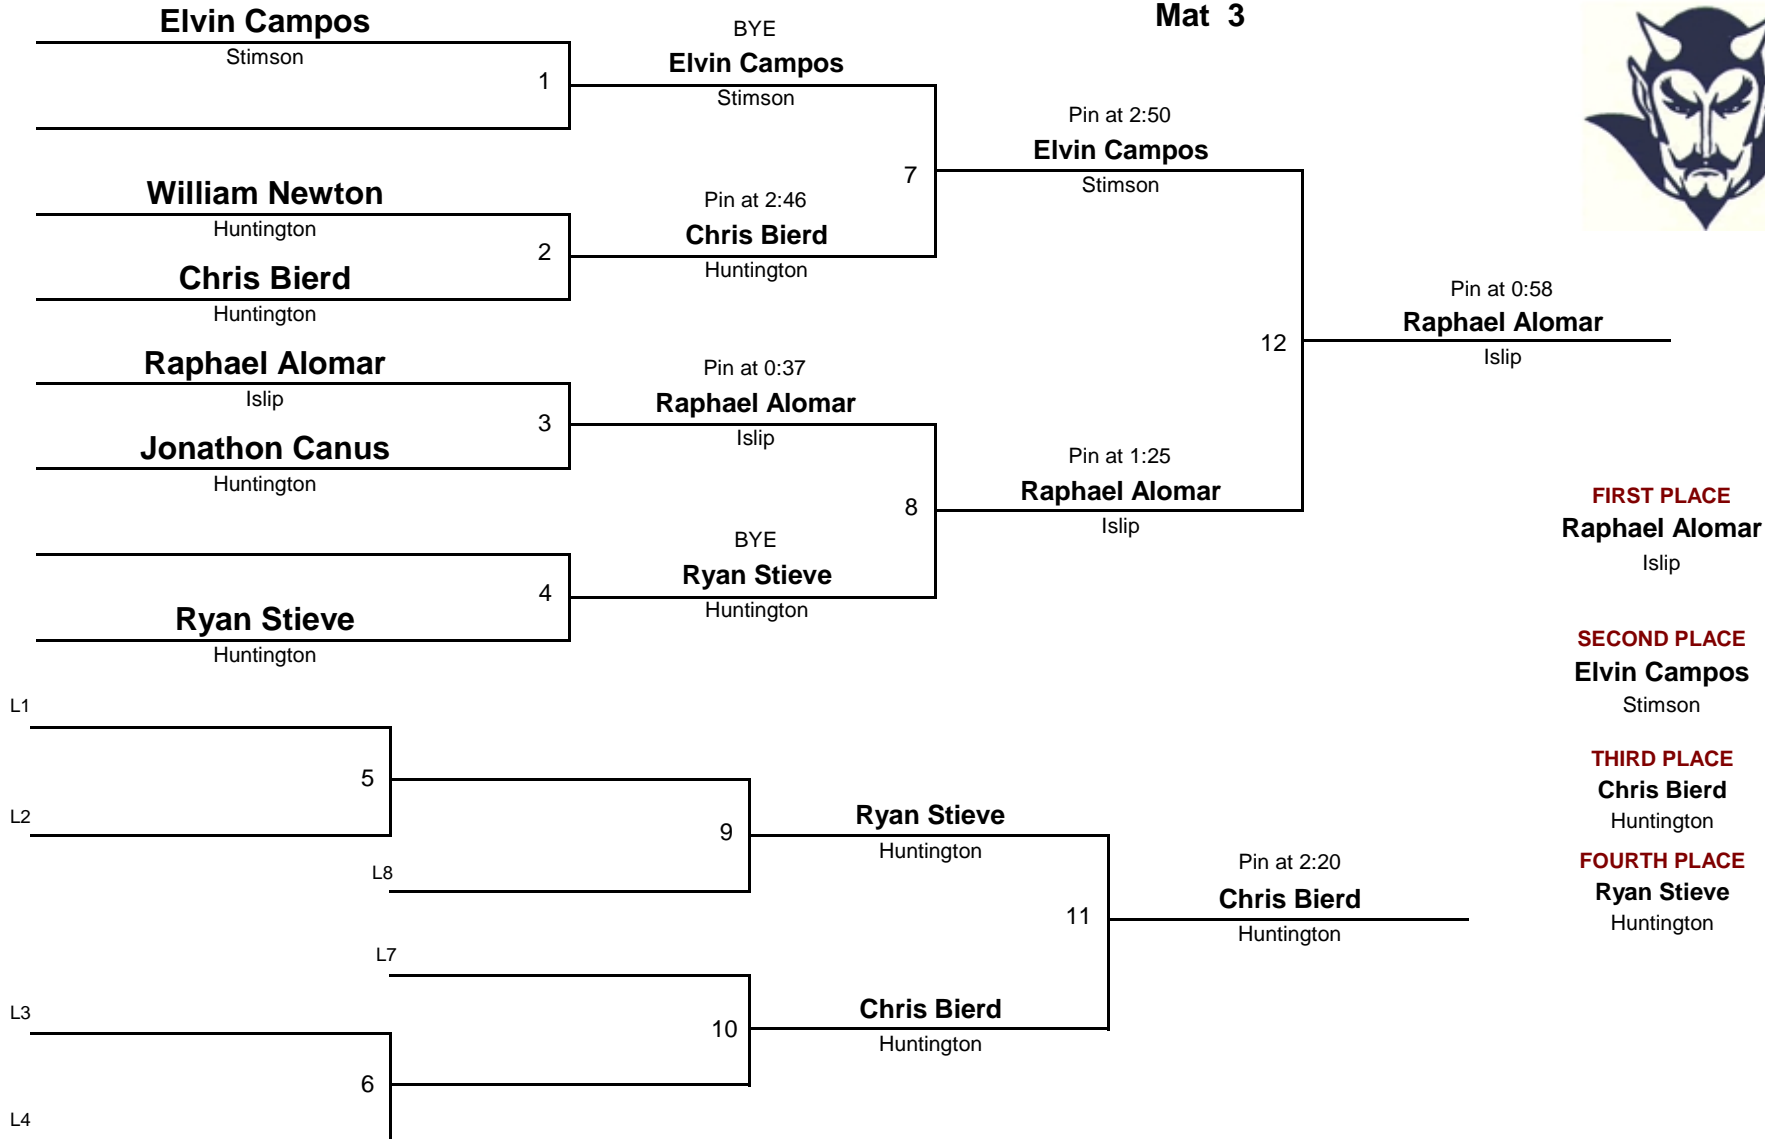 Mat 3
Elvin Campos
Stimson
1
William Newton
Huntington
2
Chris Bierd
Huntington
Raphael Alomar
Islip
3
Jonathon Canus
Huntington
4
Ryan Stieve
Huntington
BYE
Elvin Campos
Stimson
7
Pin at 2:46
Chris Bierd
Huntington
Pin at 0:37
Raphael Alomar
Islip
8
BYE
Ryan Stieve
Huntington
Pin at 2:50
Elvin Campos
Stimson
12
Pin at 1:25
Raphael Alomar
Islip
Pin at 0:58
Raphael Alomar
Islip
L1
5
L2
9
L8
L7
10
L3
6
L4
Ryan Stieve
Huntington
11
Chris Bierd
Huntington
Pin at 2:20
Chris Bierd
Huntington
FIRST PLACE
Raphael Alomar
Islip
SECOND PLACE
Elvin Campos
Stimson
THIRD PLACE
Chris Bierd
Huntington
FOURTH PLACE
Ryan Stieve
Huntington